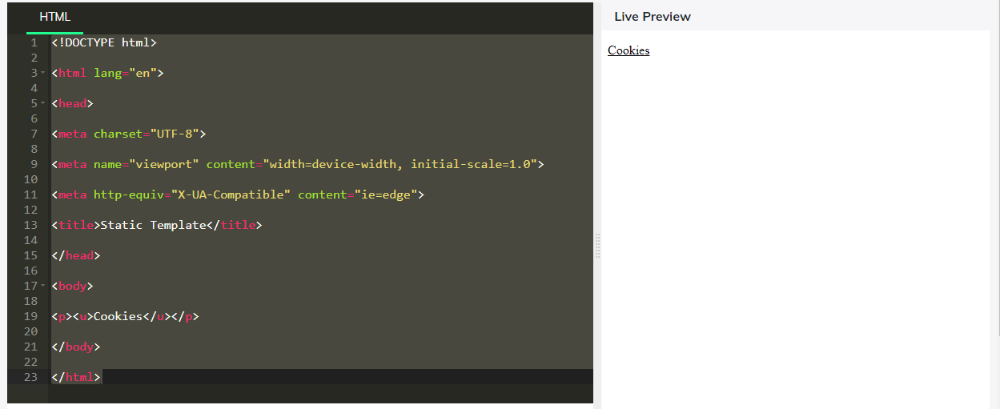 HTML
1 <!DOCTYPE html>
2
3 <html lang="en">
4
5 <head>
6
7 <meta charset="UTF-8">
8
9 <meta name="viewport" content="width=device-width, initial-scale=1.0">
10
11 <meta http-equiv="X-UA-Compatible" content="ie=edge">
12
13 <title>Static Template</title>
14
15 </head>
16
17 <body>
18
19 <p><u>Cookies</u></p>
20
21 </body>
22
23 </html>
Live Preview
Cookies